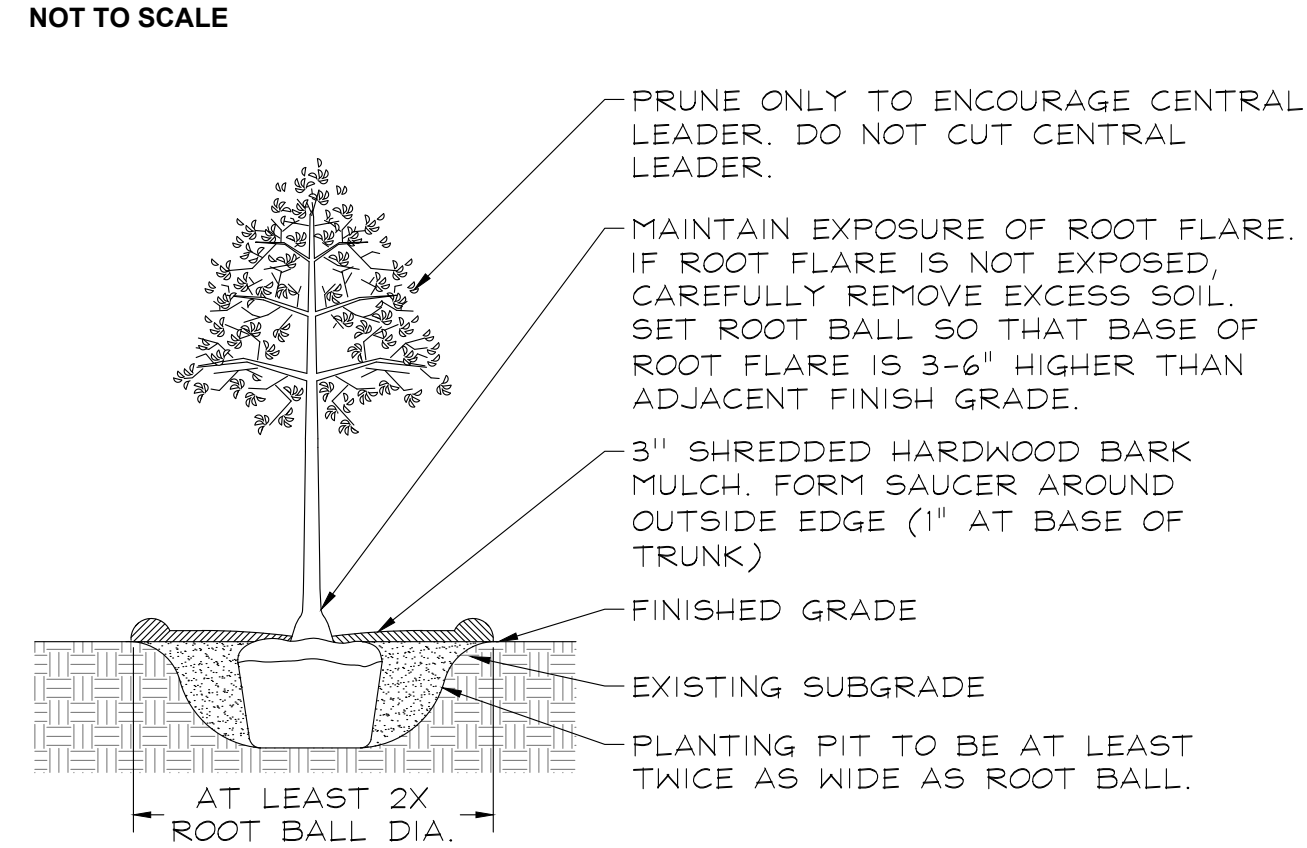 NOT TO SCALE
PRUNE ONLY TO ENCOURAGE CENTRAL
LEADER. DO NOT CUT CENTRAL
LEADER.
MAINTAIN EXPOSURE OF ROOT FLARE.
IF ROOT FLARE IS NOT EXPOSED,
CAREFULLY REMOVE EXCESS SOIL.
SET ROOT BALL SO THAT BASE OF
ROOT FLARE IS 3-6" HIGHER THAN
ADJACENT FINISH GRADE.
3" SHREDDED HARDWOOD BARK
MULCH. FORM SAUCER AROUND
OUTSIDE EDGE (1" AT BASE OF
TRUNK)
FINISHED GRADE
EXISTING SUBGRADE
PLANTING PIT TO BE AT LEAST
TWICE AS WIDE AS ROOT BALL.
AT LEAST 2X
ROOT BALL DIA.